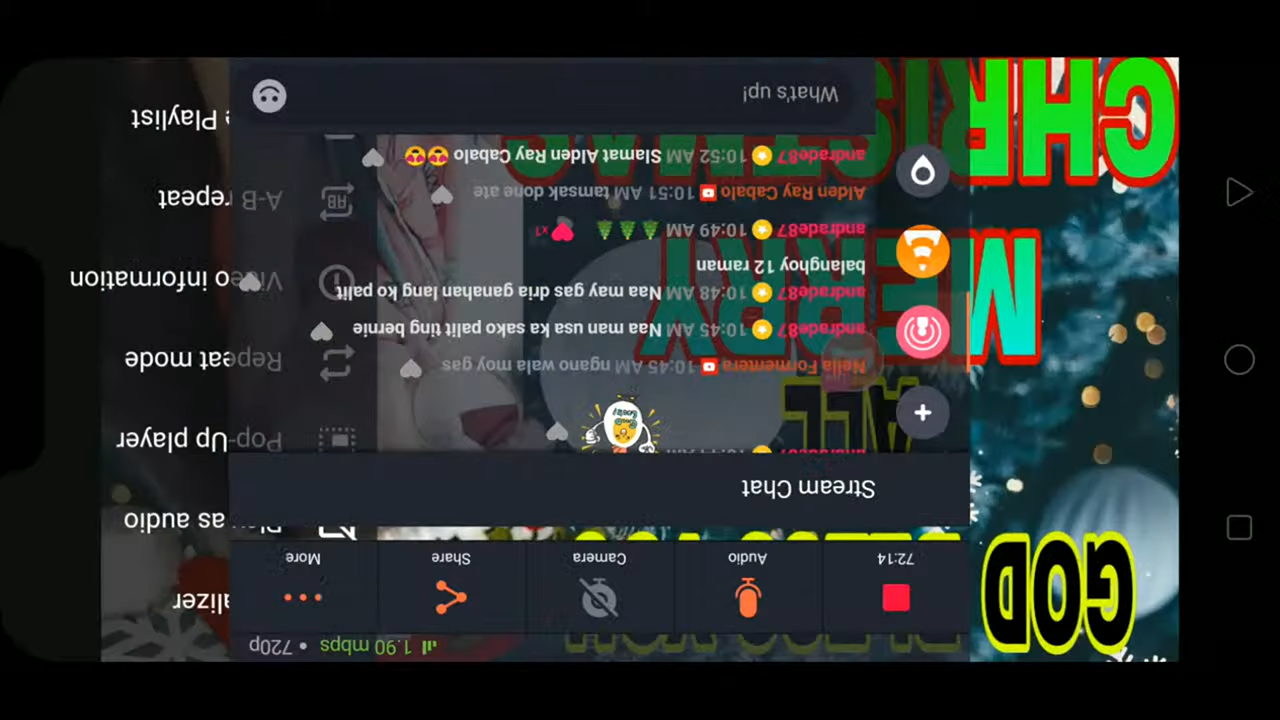 1.90 mbps • 720p
72:14
Audio
Camera
Share
More
Stream Chat
Nelia Formentera 10:45 AM ngano wala moy gas
andrade87 10:45 AM Naa man usa ka sako palit ting bernie
andrade87 10:48 AM Naa may gas dria ganahan lang ko palit
balanghoy 12 raman
andrade87 10:49 AM 🎄🎄🎄 x1
Alden Ray Cabalo 10:51 AM tamsak done ate
andrade87 10:52 AM Slamat Alden Ray Cabalo 😍😍
What's up!
GOD
ALL
MERRY
CHRISTMAS
as audio
Pop-Up player
Repeat mode
Video information
A-B repeat
Playlist